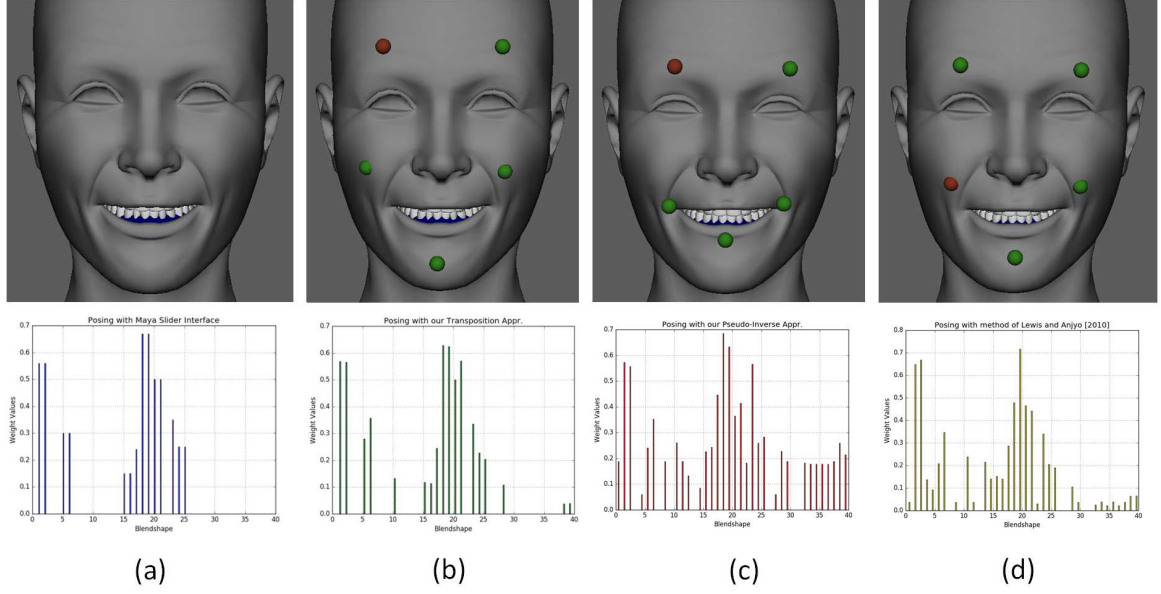 Posing with Maya Slider Interface
0.7
0.6
0.5
0.4
0.3
0.2
0.1
0.0
Weight Values
0 5 10 15 20 25 30 35 40
Blendshape
Posing with our Transposition Appr.
0.7
0.6
0.5
0.4
0.3
0.2
0.1
0.0
Weight Values
0 5 10 15 20 25 30 35 40
Blendshape
Posing with our Pseudo-Inverse Appr.
0.7
0.6
0.5
0.4
0.3
0.2
0.1
0.0
Weight Values
0 5 10 15 20 25 30 35 40
Blendshape
Posing with method of Lewis and Anjyo [2010]
0.8
0.7
0.6
0.5
0.4
0.3
0.2
0.1
0.0
Weight Values
0 5 10 15 20 25 30 35 40
Blendshape
(a) (b) (c) (d)